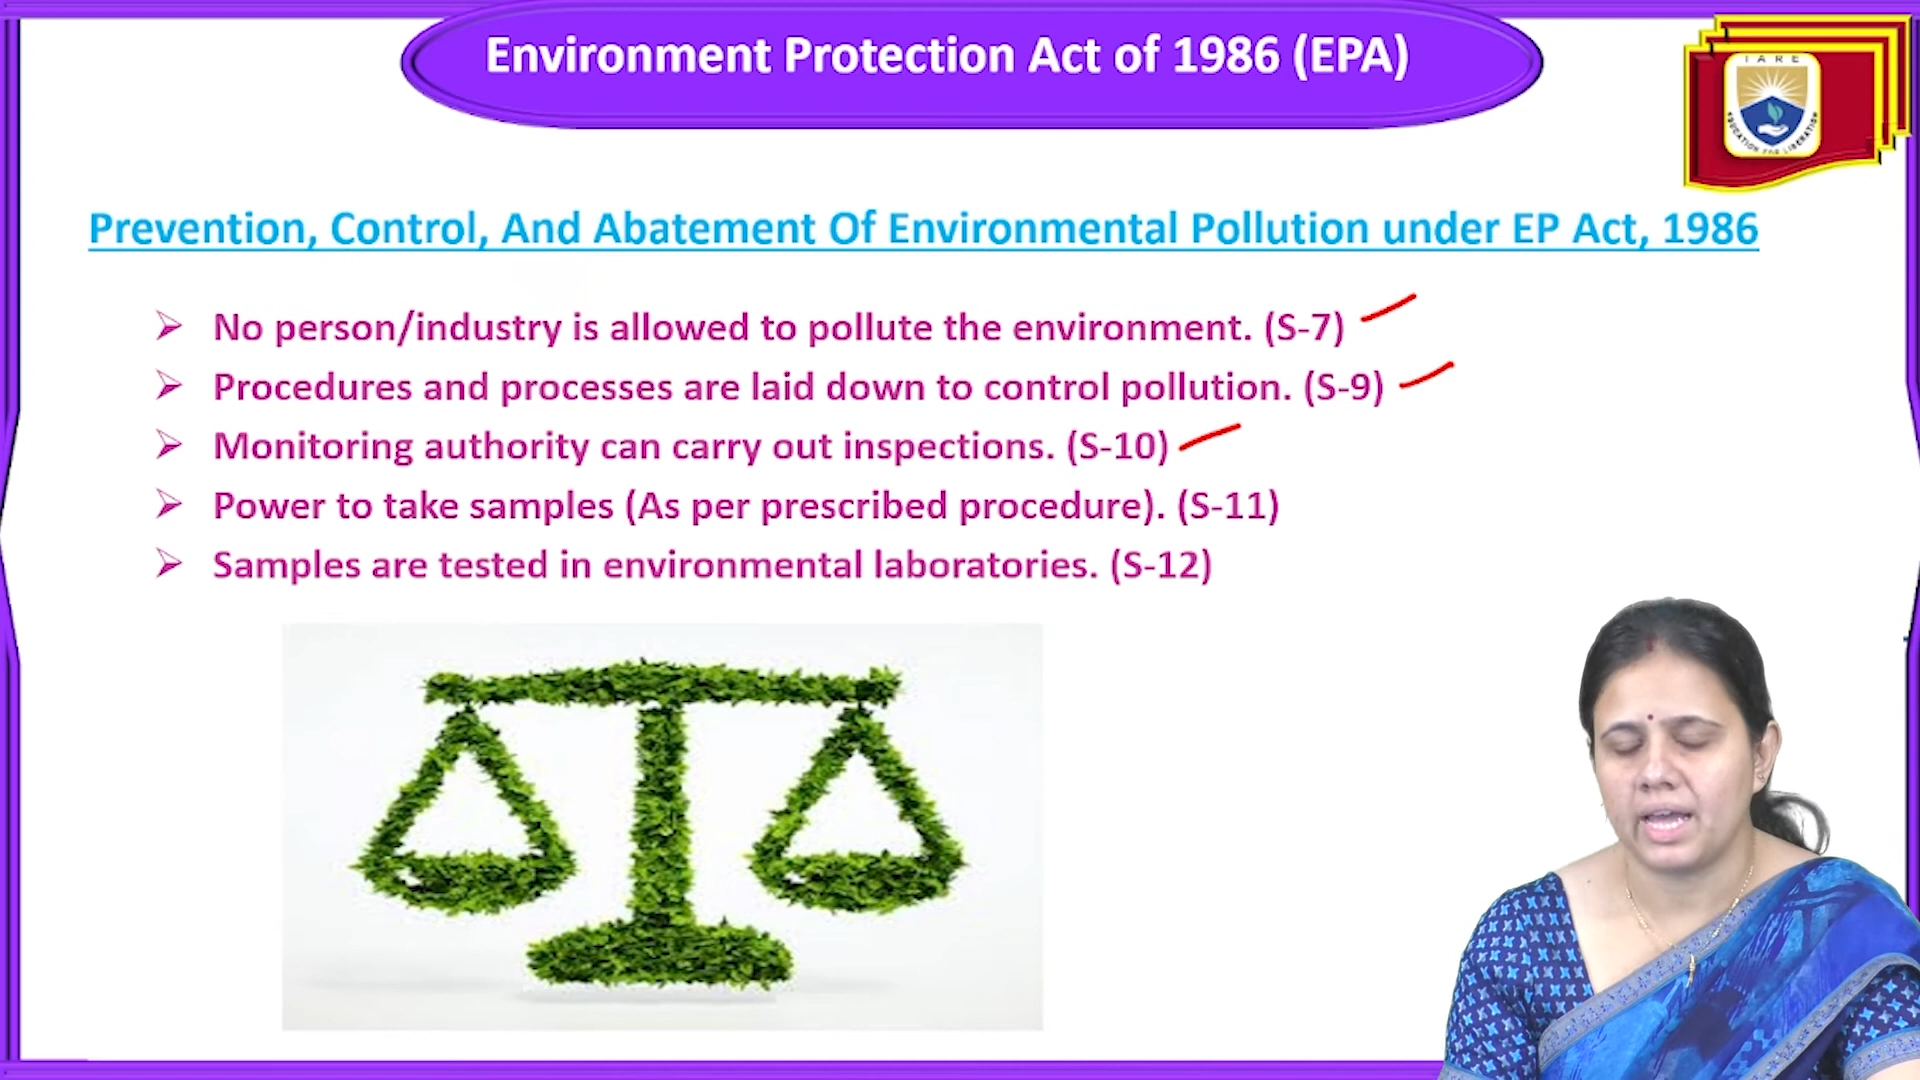 Environment Protection Act of 1986 (EPA)
I A R E
EDUCATION FOR LIBERATION
Prevention, Control, And Abatement Of Environmental Pollution under EP Act, 1986
No person/industry is allowed to pollute the environment. (S-7)
Procedures and processes are laid down to control pollution. (S-9)
Monitoring authority can carry out inspections. (S-10)
Power to take samples (As per prescribed procedure). (S-11)
Samples are tested in environmental laboratories. (S-12)